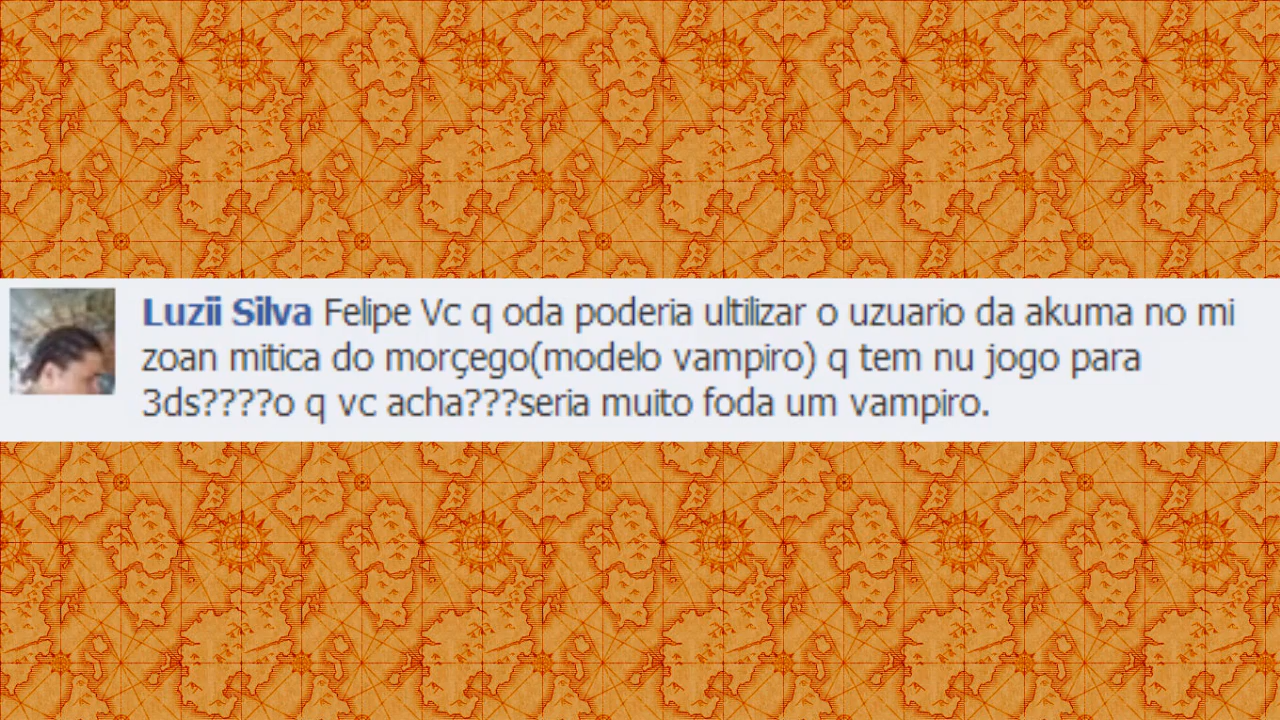 Luzii Silva Felipe Vc q oda poderia ultilizar o uzuario da akuma no mi
zoan mitica do morçego(modelo vampiro) q tem nu jogo para
3ds????o q vc acha???seria muito foda um vampiro.